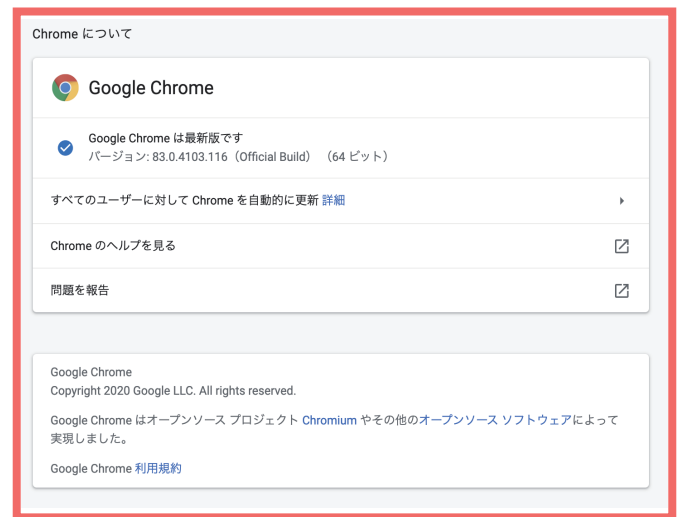 Chrome について
Google Chrome
Google Chrome は最新版です
バージョン: 83.0.4103.116（Official Build）（64 ビット）
すべてのユーザーに対して Chrome を自動的に更新 詳細
Chrome のヘルプを見る
問題を報告
Google Chrome
Copyright 2020 Google LLC. All rights reserved.
Google Chrome はオープンソース プロジェクト Chromium やその他のオープンソース ソフトウェアによって
実現しました。
Google Chrome 利用規約